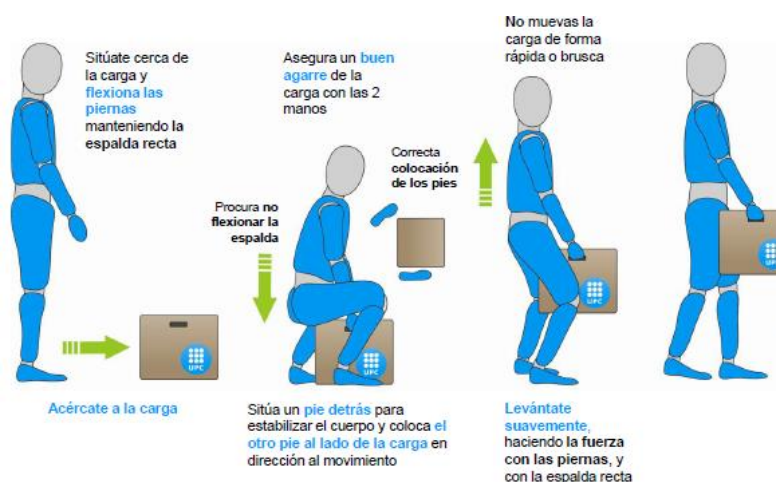 Sitúate cerca de
la carga y
flexiona las
piernas
manteniendo la
espalda recta
Acércate a la carga
UPC
Asegura un buen
agarre de la
carga con las 2
manos
Procura no
flexionar la
espalda
Correcta
colocación
de los pies
UPC
Sitúa un pie detrás para
estabilizar el cuerpo y coloca el
otro pie al lado de la carga en
dirección al movimiento
No muevas la
carga de forma
rápida o brusca
UPC
Levántate
suavemente,
haciendo la fuerza
con las piernas, y
con la espalda recta